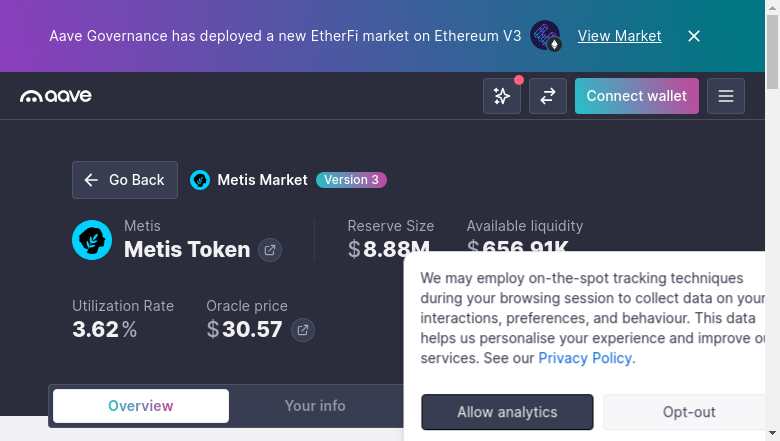 Aave Governance has deployed a new EtherFi market on Ethereum V3 View Market
aave
Connect wallet
Go Back
Metis Market Version 3
Metis
Metis Token
Reserve Size
$8.88M
Available liquidity
$656.91K
Utilization Rate
3.62%
Oracle price
$30.57
We may employ on-the-spot tracking techniques
during your browsing session to collect data on your
interactions, preferences, and behaviour. This data
helps us personalise your experience and improve
services. See our Privacy Policy.
Allow analytics Opt-out
Overview Your info